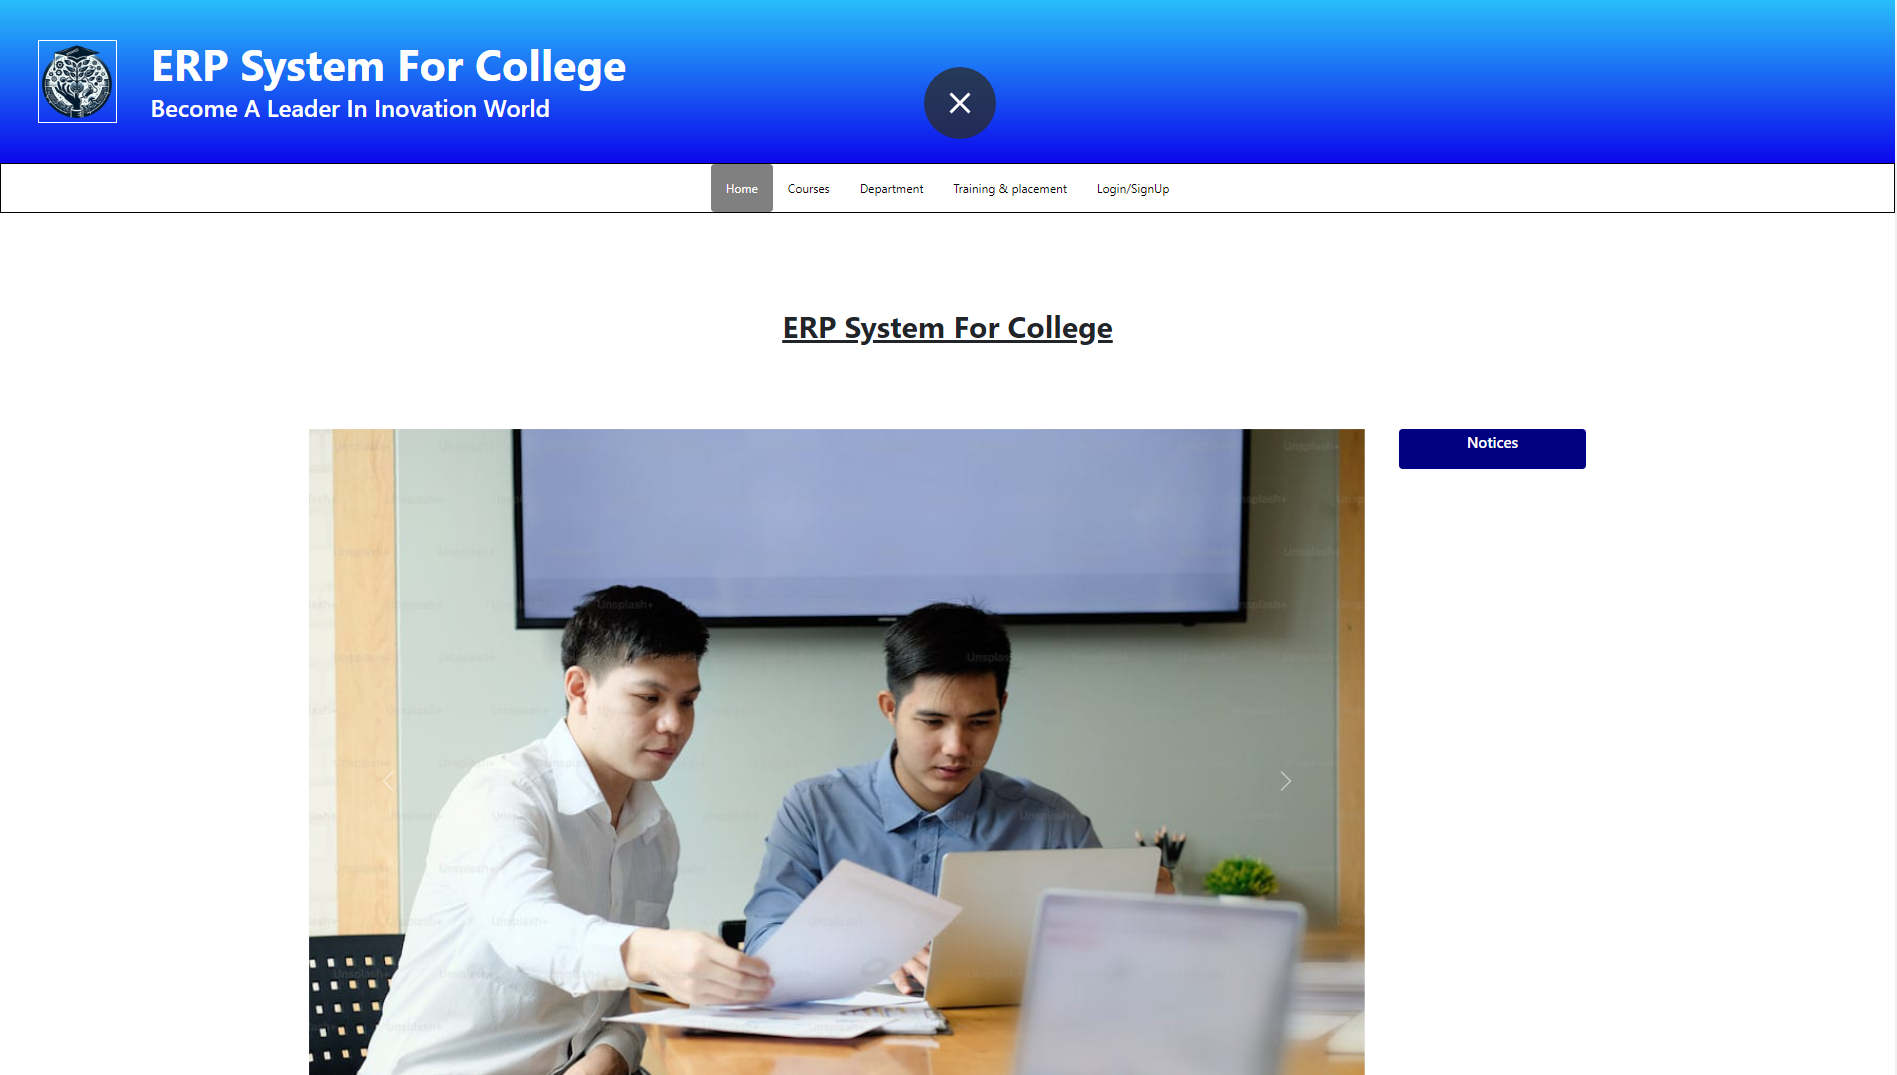 ERP System For College
Become A Leader In Inovation World
Home Courses Department Training & placement Login/SignUp
ERP System For College
Notices
Unsplash+